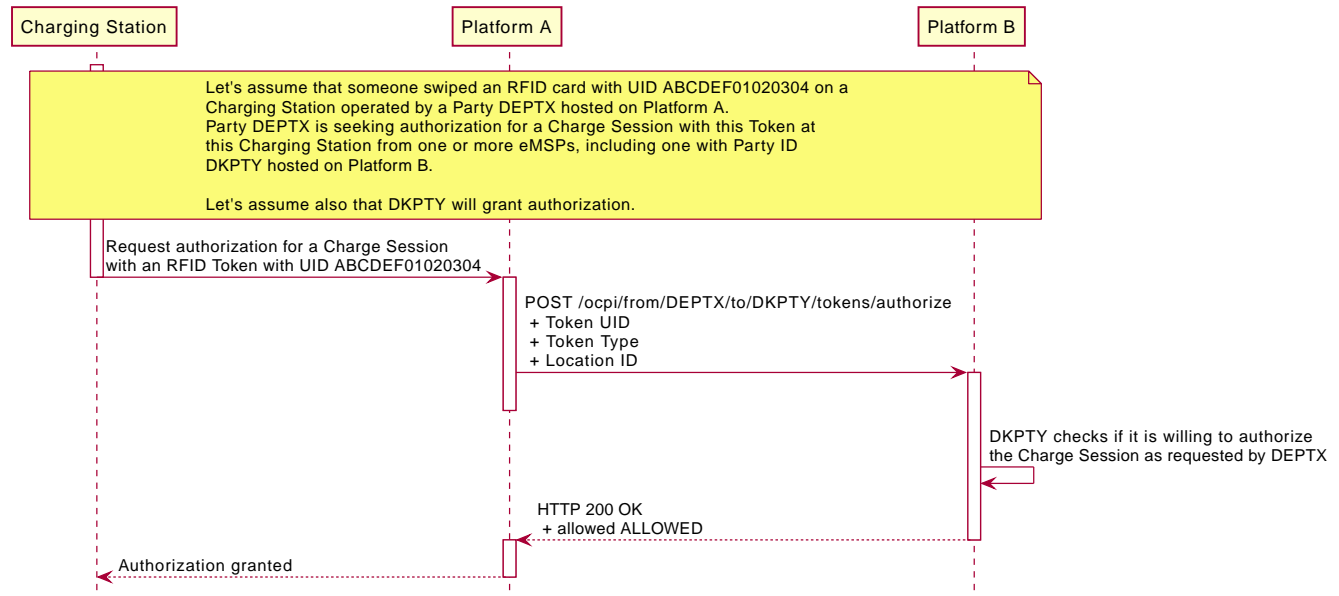 Charging Station
Platform A
Platform B
Let's assume that someone swiped an RFID card with UID ABCDEF01020304 on a
Charging Station operated by a Party DEPTX hosted on Platform A.
Party DEPTX is seeking authorization for a Charge Session with this Token at
this Charging Station from one or more eMSPs, including one with Party ID
DKPTY hosted on Platform B.
Let's assume also that DKPTY will grant authorization.
Request authorization for a Charge Session
with an RFID Token with UID ABCDEF01020304
POST /ocpi/from/DEPTX/to/DKPTY/tokens/authorize
+ Token UID
+ Token Type
+ Location ID
DKPTY checks if it is willing to authorize
the Charge Session as requested by DEPTX
HTTP 200 OK
+ allowed ALLOWED
Authorization granted